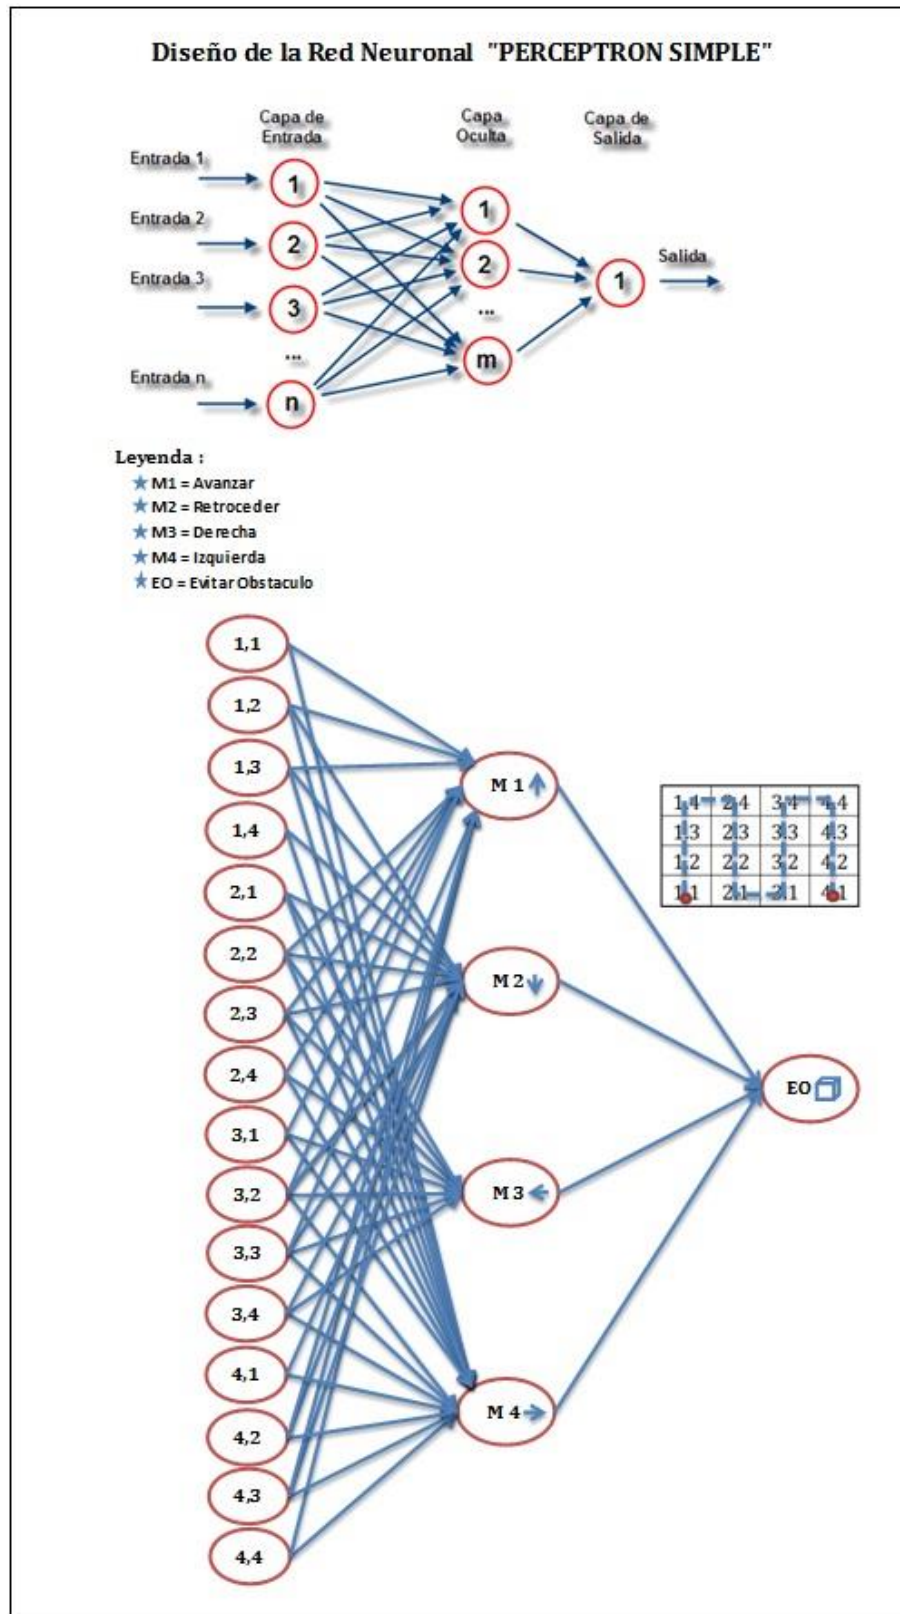 Diseño de la Red Neuronal "PERCEPTRON SIMPLE"
Capa de
Entrada
Capa
Oculta
Capa de
Salida
Entrada 1
Entrada 2
Entrada 3
Entrada n
1
2
3
...
n
1
2
...
m
1
Salida
Leyenda :
M1 = Avanzar
M2 = Retroceder
M3 = Derecha
M4 = Izquierda
EO = Evitar Obstaculo
1,1
1,2
1,3
1,4
2,1
2,2
2,3
2,4
3,1
3,2
3,3
3,4
4,1
4,2
4,3
4,4
M 1
M 2
M 3
M 4
1,4 2,4 3,4 4,4
1,3 2,3 3,3 4,3
1,2 2,2 3,2 4,2
1,1 2,1 3,1 4,1
EO